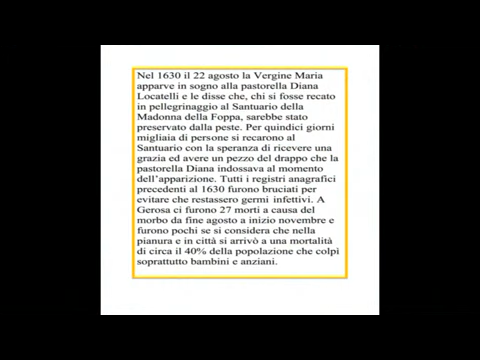 Nel 1630 il 22 agosto la Vergine Maria
apparve in sogno alla pastorella Diana
Locatelli e le disse che, chi si fosse recato
in pellegrinaggio al Santuario della
Madonna della Foppa, sarebbe stato
preservato dalla peste. Per quindici giorni
migliaia di persone si recarono al
Santuario con la speranza di ricevere una
grazia ed avere un pezzo del drappo che la
pastorella Diana indossava al momento
dell'apparizione. Tutti i registri anagrafici
precedenti al 1630 furono bruciati per
evitare che restassero germi infettivi. A
Gerosa ci furono 27 morti a causa del
morbo da fine agosto a inizio novembre e
furono pochi se si considera che nella
pianura e in città si arrivò a una mortalità
di circa il 40% della popolazione che colpì
soprattutto bambini e anziani.